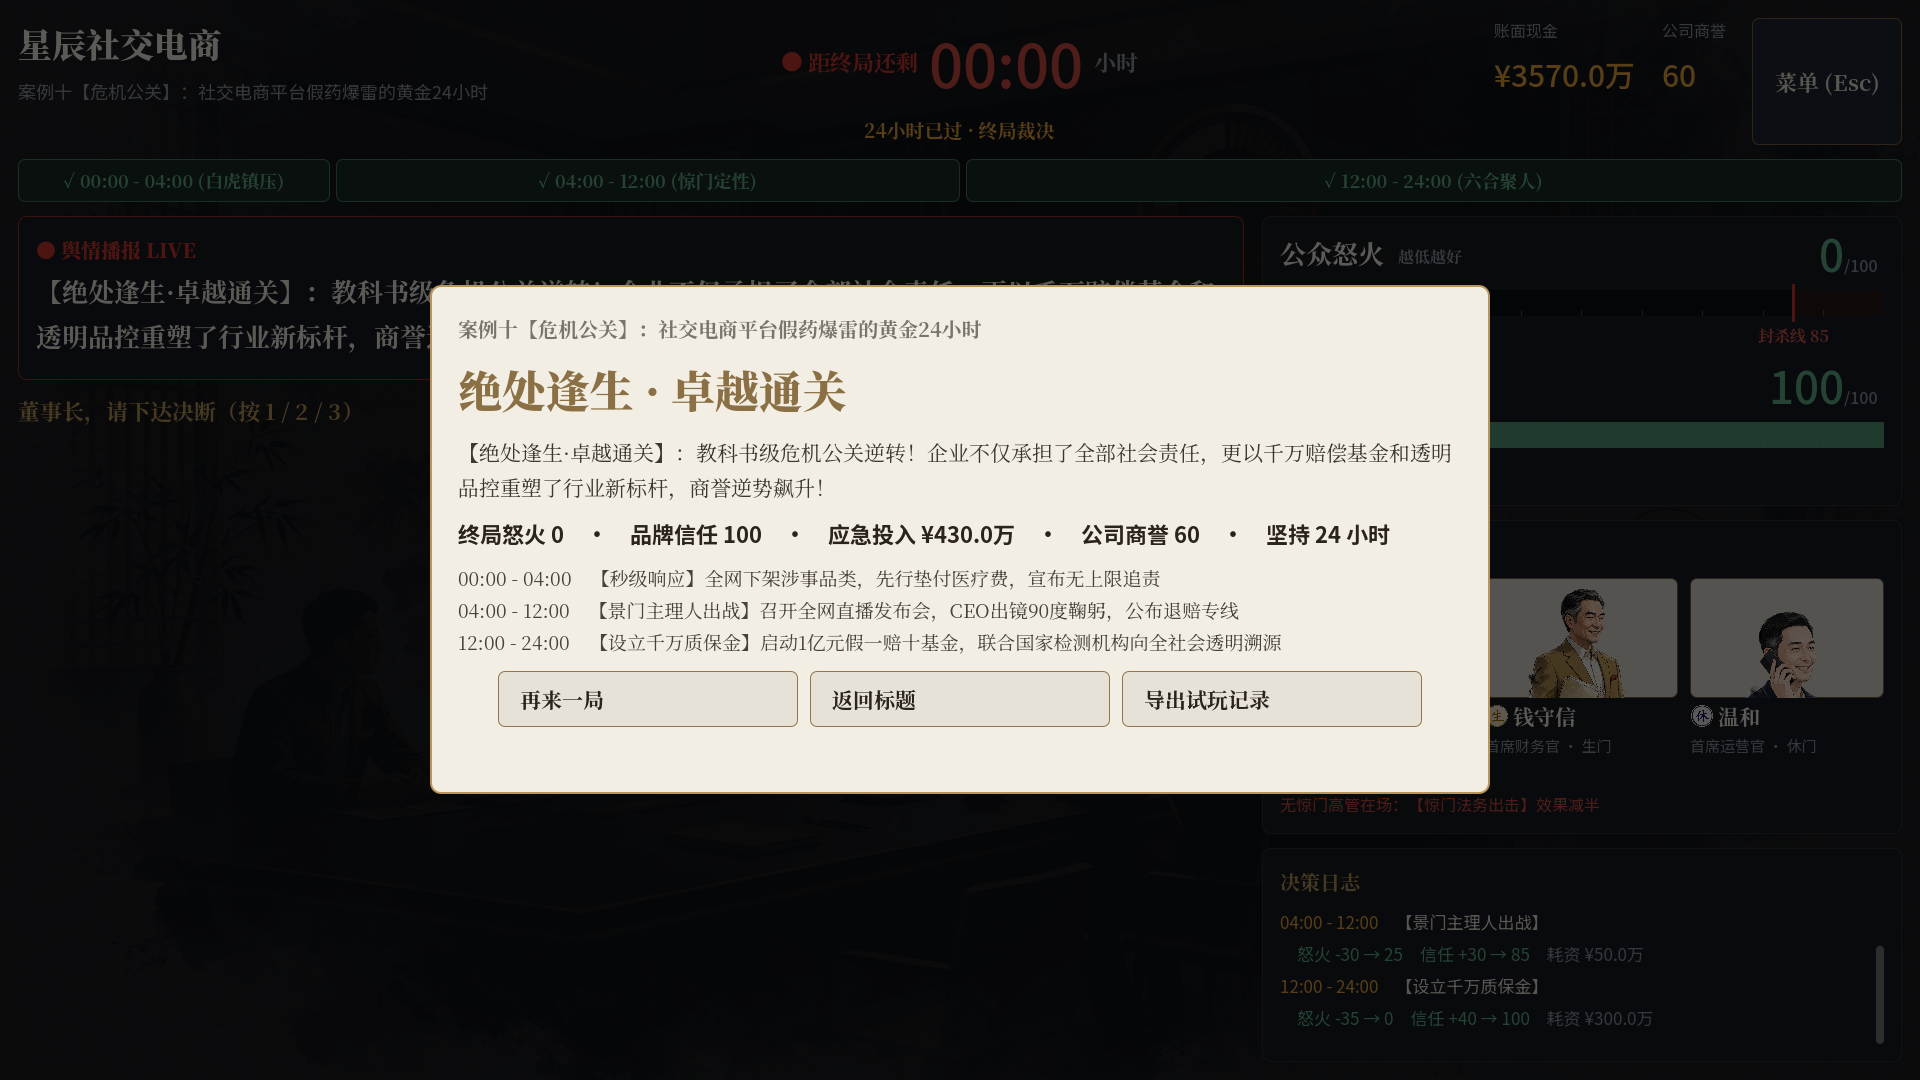 星辰社交电商
案例十【危机公关】：社交电商平台假药爆雷的黄金24小时
距终局还剩 00:00 小时
24小时已过 · 终局裁决
账面现金
¥3570.0万
公司商誉
60
菜单 (Esc)
√ 00:00 - 04:00 (白虎镇压)
√ 04:00 - 12:00 (惊门定性)
√ 12:00 - 24:00 (六合聚人)
舆情播报 LIVE
【绝处逢生·卓越通关】：教科书级
透明品控重塑了行业新标杆，商誉
董事长，请下达决断（按 1 / 2 / 3）
公众怒火 越低越好
0/100
封杀线 85
100/100
案例十【危机公关】：社交电商平台假药爆雷的黄金24小时
绝处逢生 · 卓越通关
【绝处逢生·卓越通关】：教科书级危机公关逆转！企业不仅承担了全部社会责任，更以千万赔偿基金和透明
品控重塑了行业新标杆，商誉逆势飙升！
终局怒火 0 • 品牌信任 100 • 应急投入 ¥430.0万 • 公司商誉 60 • 坚持 24 小时
00:00 - 04:00 【秒级响应】全网下架涉事品类，先行垫付医疗费，宣布无上限追责
04:00 - 12:00 【景门主理人出战】召开全网直播发布会，CEO出镜90度鞠躬，公布退赔专线
12:00 - 24:00 【设立千万质保金】启动1亿元假一赔十基金，联合国家检测机构向全社会透明溯源
再来一局
返回标题
导出试玩记录
生 钱守信
首席财务官 · 生门
休 温和
首席运营官 · 休门
无惊门高管在场：【惊门法务出击】效果减半
决策日志
04:00 - 12:00 【景门主理人出战】
怒火 -30 → 25 信任 +30 → 85 耗资 ¥50.0万
12:00 - 24:00 【设立千万质保金】
怒火 -35 → 0 信任 +40 → 100 耗资 ¥300.0万